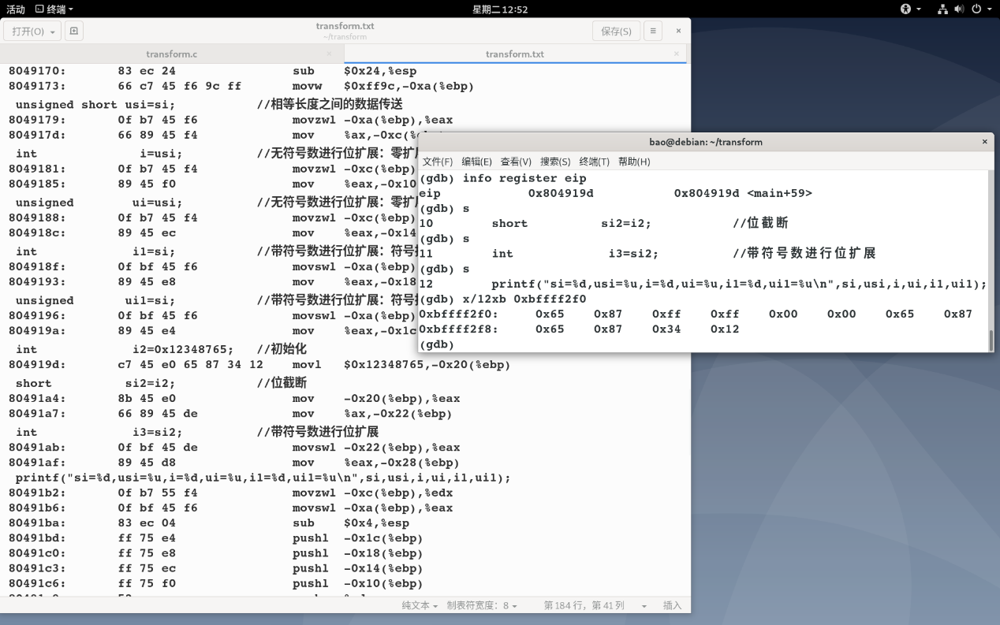 活动 终端 星期二 12:52
打开(O) transform.txt 保存(S)
~/transform
transform.c transform.txt
8049170: 83 ec 24 sub $0x24,%esp
8049173: 66 c7 45 f6 9c ff movw $0xff9c,-0xa(%ebp)
unsigned short usi=si; //相等长度之间的数据传送
8049179: 0f b7 45 f6 movzwl -0xa(%ebp),%eax
804917d: 66 89 45 f4 mov %ax,-0xc(%
int i=usi; //无符号数进行位扩展：零扩
8049181: 0f b7 45 f4 movzwl -0xc(%ebp),
8049185: 89 45 f0 mov %eax,-0x10
unsigned ui=usi; //无符号数进行位扩展：零扩
8049188: 0f b7 45 f4 movzwl -0xc(%ebp),
804918c: 89 45 ec mov %eax,-0x14
int i1=si; //带符号数进行位扩展：符号
804918f: 0f bf 45 f6 movswl -0xa(%ebp),
8049193: 89 45 e8 mov %eax,-0x18
unsigned ui1=si; //带符号数进行位扩展：符号
8049196: 0f bf 45 f6 movswl -0xa(%ebp),
804919a: 89 45 e4 mov %eax,-0x1c
int i2=0x12348765; //初始化
804919d: c7 45 e0 65 87 34 12 movl $0x12348765,-0x20(%ebp)
short si2=i2; //位截断
80491a4: 8b 45 e0 mov -0x20(%ebp),%eax
80491a7: 66 89 45 de mov %ax,-0x22(%ebp)
int i3=si2; //带符号数进行位扩展
80491ab: 0f bf 45 de movswl -0x22(%ebp),%eax
80491af: 89 45 d8 mov %eax,-0x28(%ebp)
printf("si=%d,usi=%u,i=%d,ui=%u,i1=%d,ui1=%u\n",si,usi,i,ui,i1,ui1);
80491b2: 0f b7 55 f4 movzwl -0xc(%ebp),%edx
80491b6: 0f bf 45 f6 movswl -0xa(%ebp),%eax
80491ba: 83 ec 04 sub $0x4,%esp
80491bd: ff 75 e4 pushl -0x1c(%ebp)
80491c0: ff 75 e8 pushl -0x18(%ebp)
80491c3: ff 75 ec pushl -0x14(%ebp)
80491c6: ff 75 f0 pushl -0x10(%ebp)
纯文本 制表符宽度：8 第 184 行，第 41 列 插入
bao@debian: ~/transform
文件(F) 编辑(E) 查看(V) 搜索(S) 终端(T) 帮助(H)
(gdb) info register eip
eip 0x804919d 0x804919d <main+59>
(gdb) s
10 short si2=i2; //位截断
(gdb) s
11 int i3=si2; //带符号数进行位扩展
(gdb) s
12 printf("si=%d,usi=%u,i=%d,ui=%u,i1=%d,ui1=%u\n",si,usi,i,ui,i1,ui1);
(gdb) x/12xb 0xbffff2f0
0xbffff2f0: 0x65 0x87 0xff 0xff 0x00 0x00 0x65 0x87
0xbffff2f8: 0x65 0x87 0x34 0x12
(gdb)